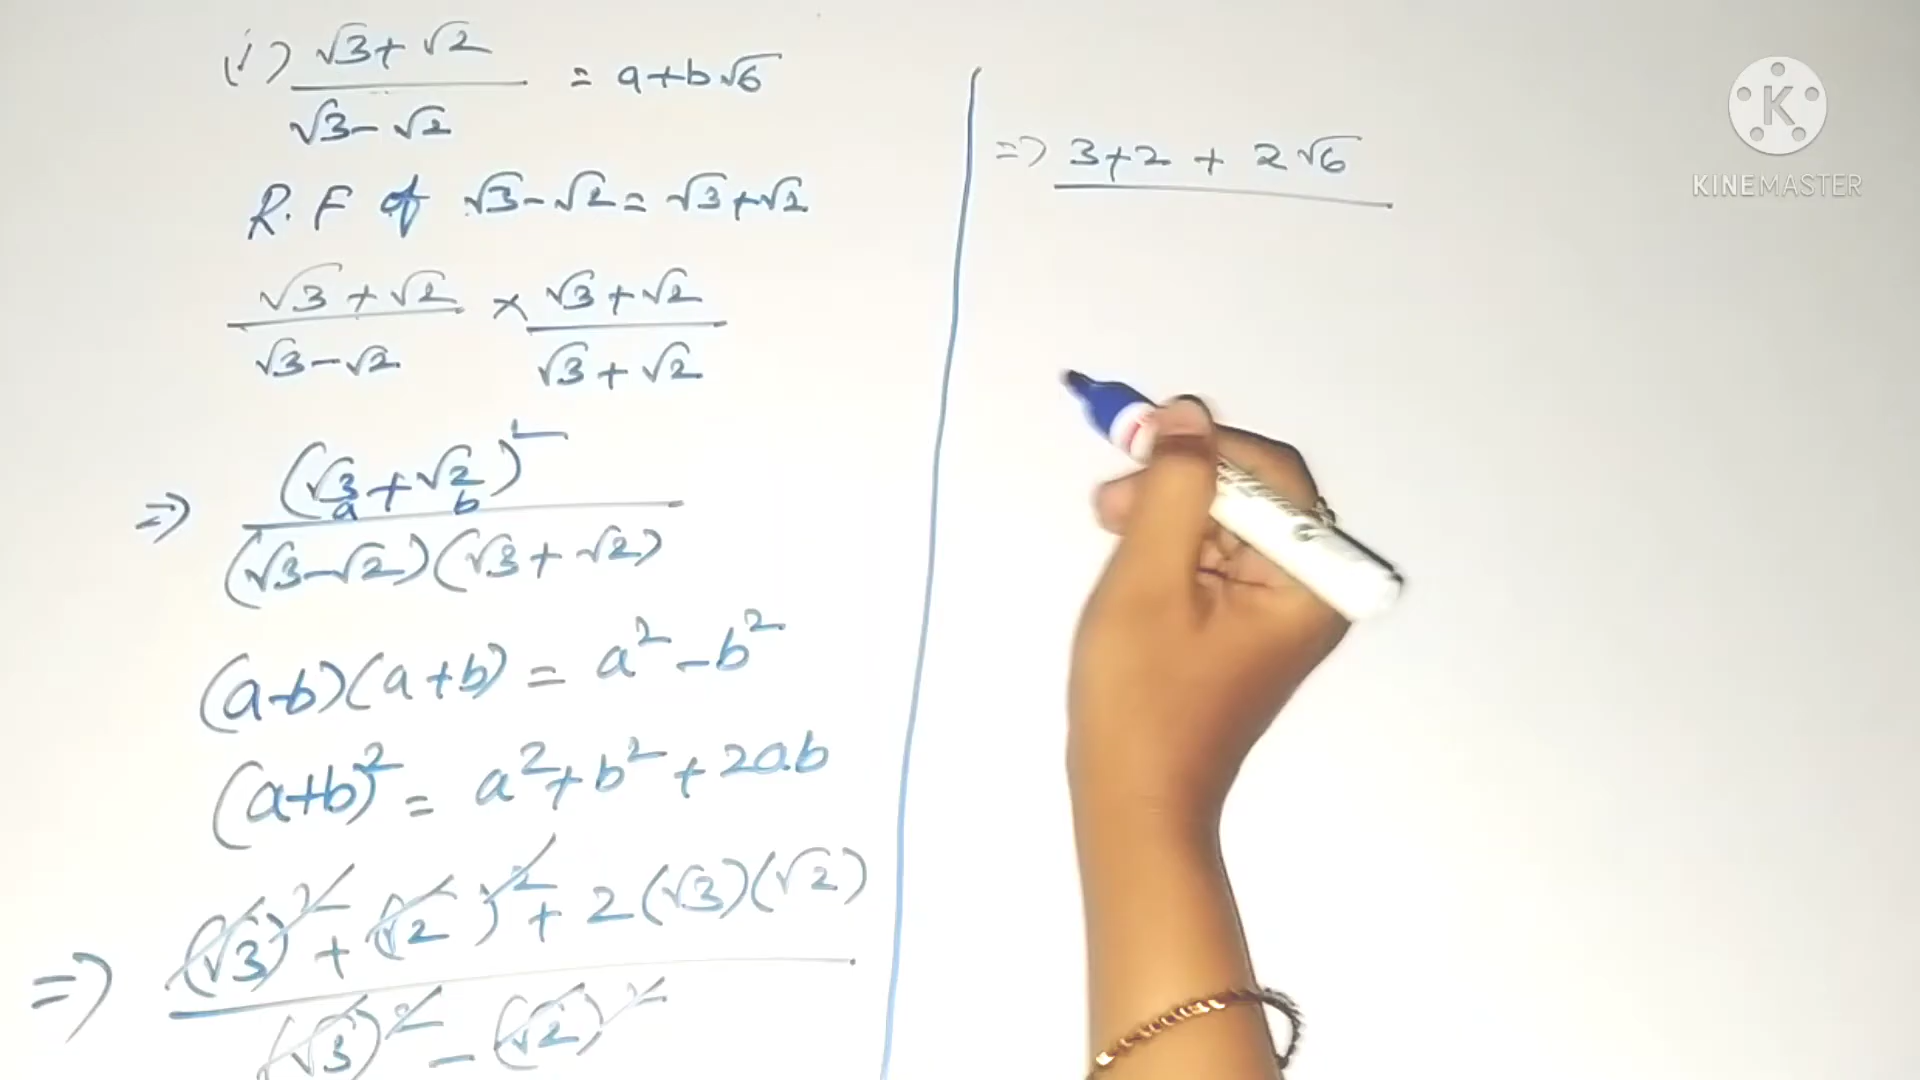 (i) √3+√2 / √3-√2 = a+b√6
R.F of √3-√2 = √3+√2
√3+√2 / √3-√2 × √3+√2 / √3+√2
⇒ (√3+√2)² / (√3-√2)(√3+√2)
a b
(a-b)(a+b) = a²-b²
(a+b)² = a²+b²+2ab
⇒ (√3)²+(√2)²+2(√3)(√2) / (√3)²-(√2)²
⇒ 3+2+2√6
K
KINEMASTER